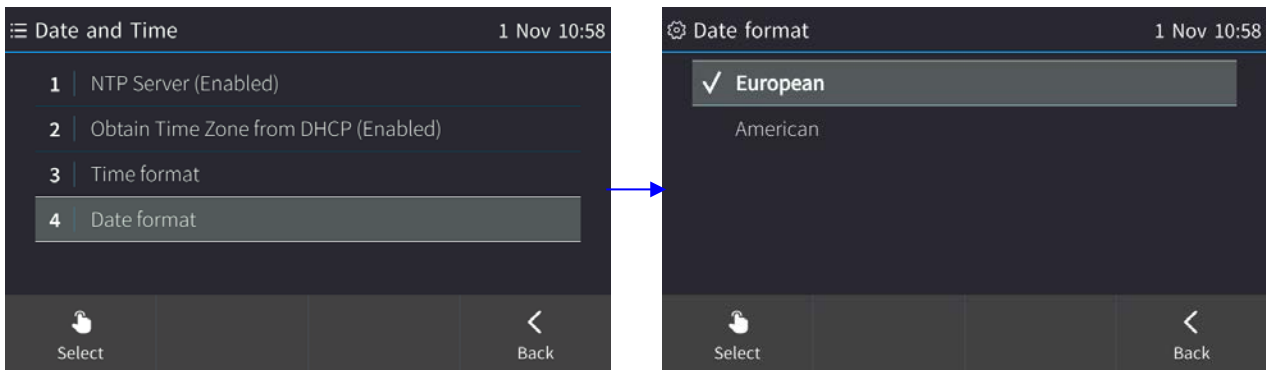 Date and Time 1 Nov 10:58
1 NTP Server (Enabled)
2 Obtain Time Zone from DHCP (Enabled)
3 Time format
4 Date format
Select Back
Date format 1 Nov 10:58
European
American
Select Back